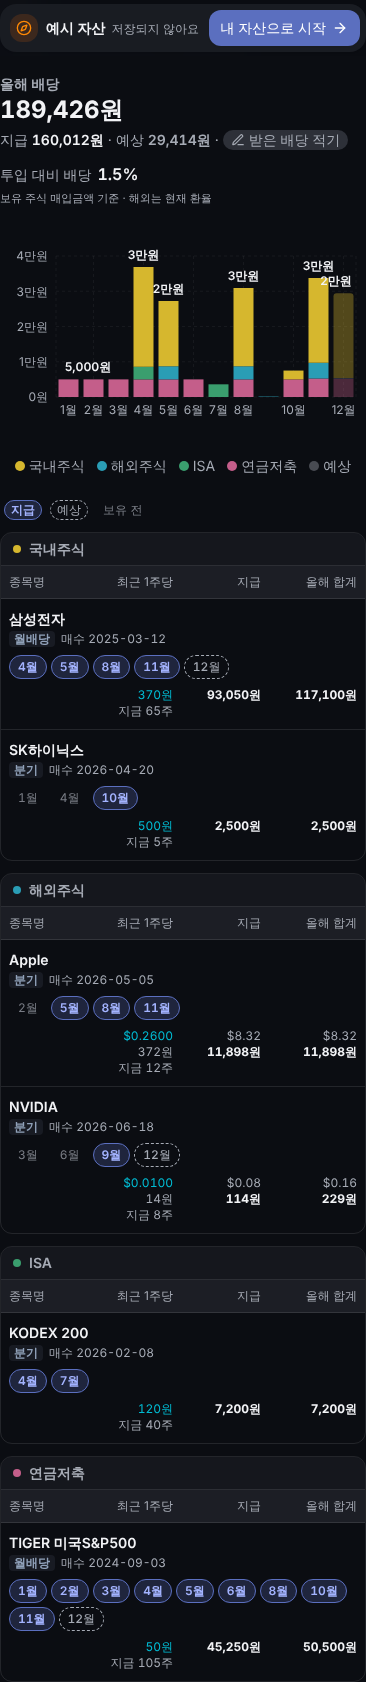 예시 자산 저장되지 않아요 내 자산으로 시작 →
올해 배당
189,426원
지급 160,012원 · 예상 29,414원 · 받은 배당 적기
투입 대비 배당 1.5%
보유 주식 매입금액 기준 · 해외는 현재 환율
4만원
3만원
2만원
1만원
0원
5,000원
3만원
2만원
3만원
3만원
2만원
1월 2월 3월 4월 5월 6월 7월 8월 10월 12월
국내주식 해외주식 ISA 연금저축 예상
지급 예상 보유 전
국내주식
종목명 최근 1주당 지급 올해 합계
삼성전자
월배당 매수 2025-03-12
4월 5월 8월 11월 12월
370원 93,050원 117,100원
지금 65주
SK하이닉스
분기 매수 2026-04-20
1월 4월 10월
500원 2,500원 2,500원
지금 5주
해외주식
종목명 최근 1주당 지급 올해 합계
Apple
분기 매수 2026-05-05
2월 5월 8월 11월
$0.2600 $8.32 $8.32
372원 11,898원 11,898원
지금 12주
NVIDIA
분기 매수 2026-06-18
3월 6월 9월 12월
$0.0100 $0.08 $0.16
14원 114원 229원
지금 8주
ISA
종목명 최근 1주당 지급 올해 합계
KODEX 200
분기 매수 2026-02-08
4월 7월
120원 7,200원 7,200원
지금 40주
연금저축
종목명 최근 1주당 지급 올해 합계
TIGER 미국S&P500
월배당 매수 2024-09-03
1월 2월 3월 4월 5월 6월 8월 10월
11월 12월
50원 45,250원 50,500원
지금 105주